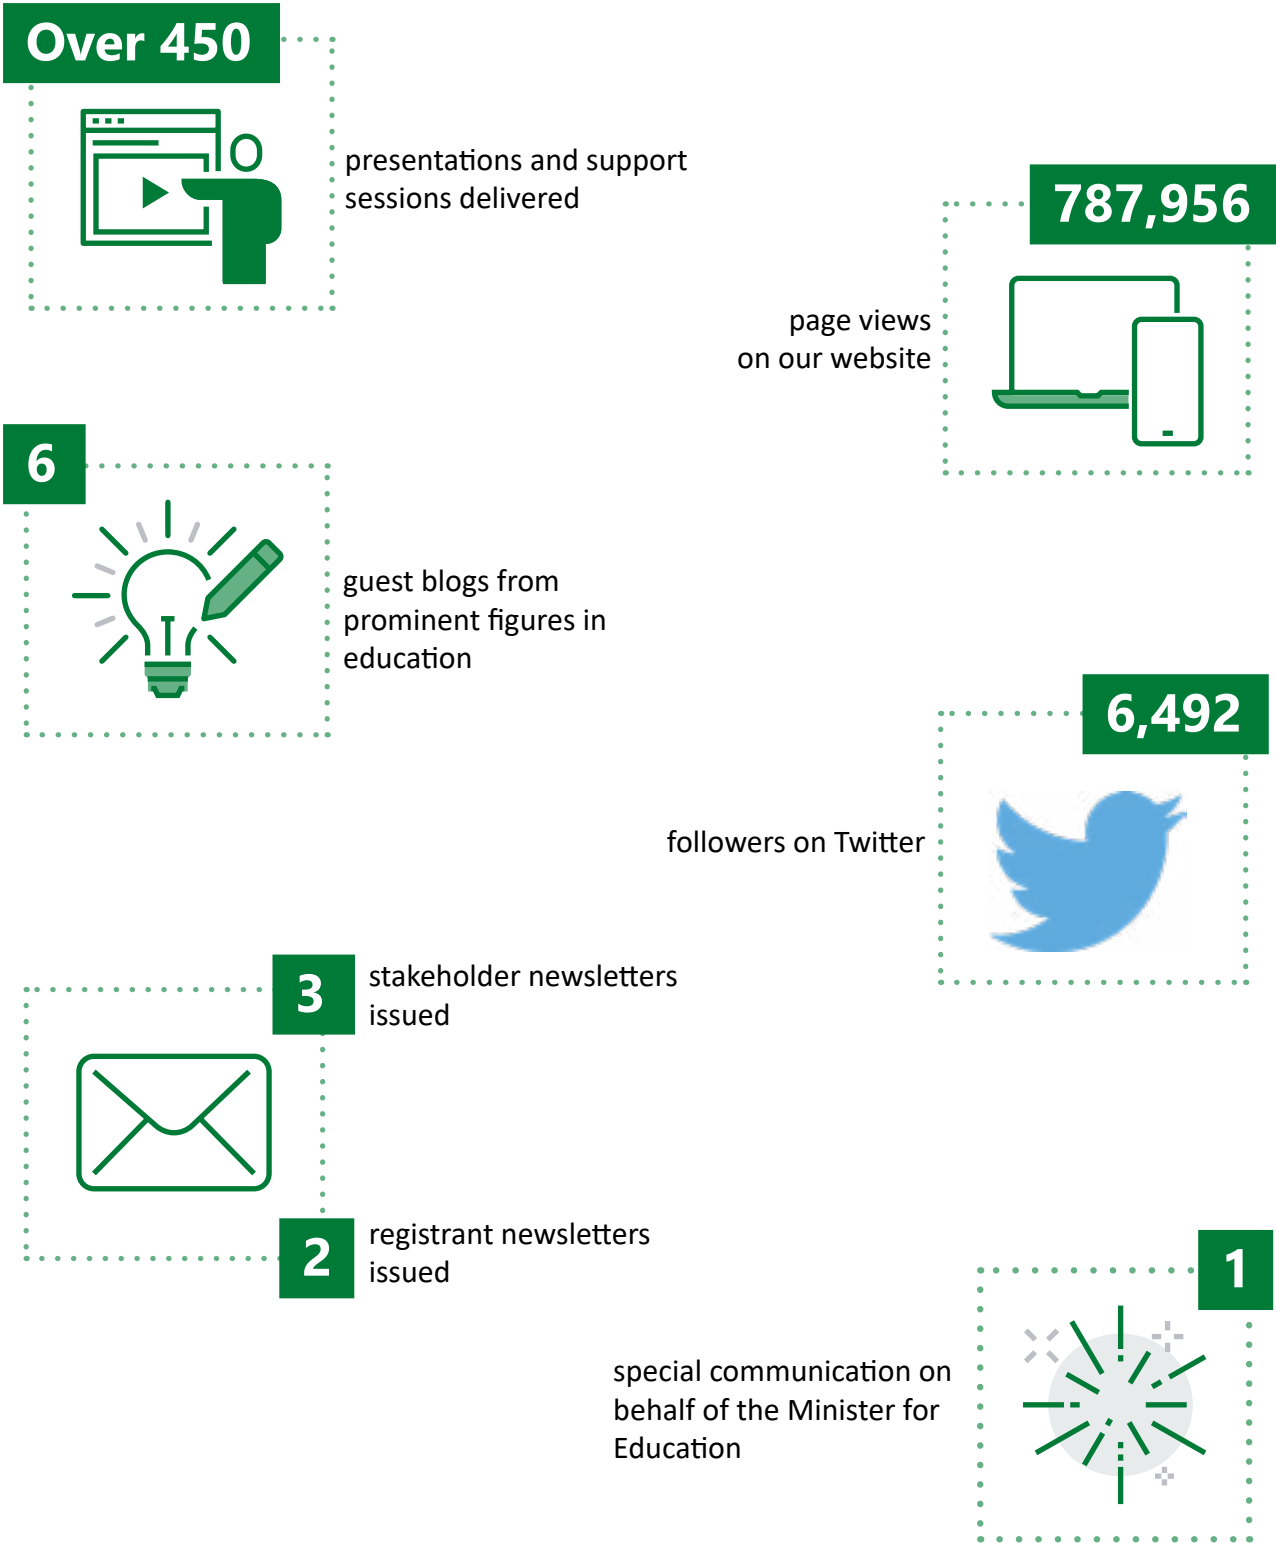 Over 450
presentations and support
sessions delivered
787,956
page views
on our website
6
guest blogs from
prominent figures in
education
6,492
followers on Twitter
3
stakeholder newsletters
issued
2
registrant newsletters
issued
1
special communication on
behalf of the Minister for
Education